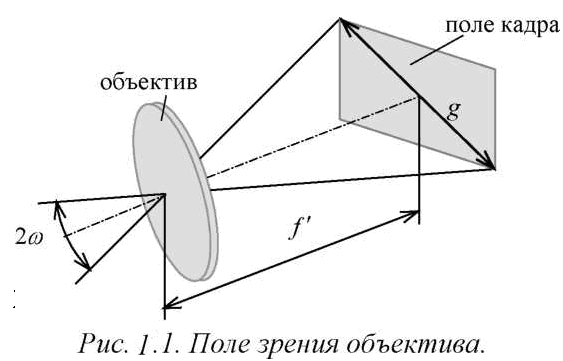 поле кадра
объектив
g
2ω
f'
Рис. 1.1. Поле зрения объектива.